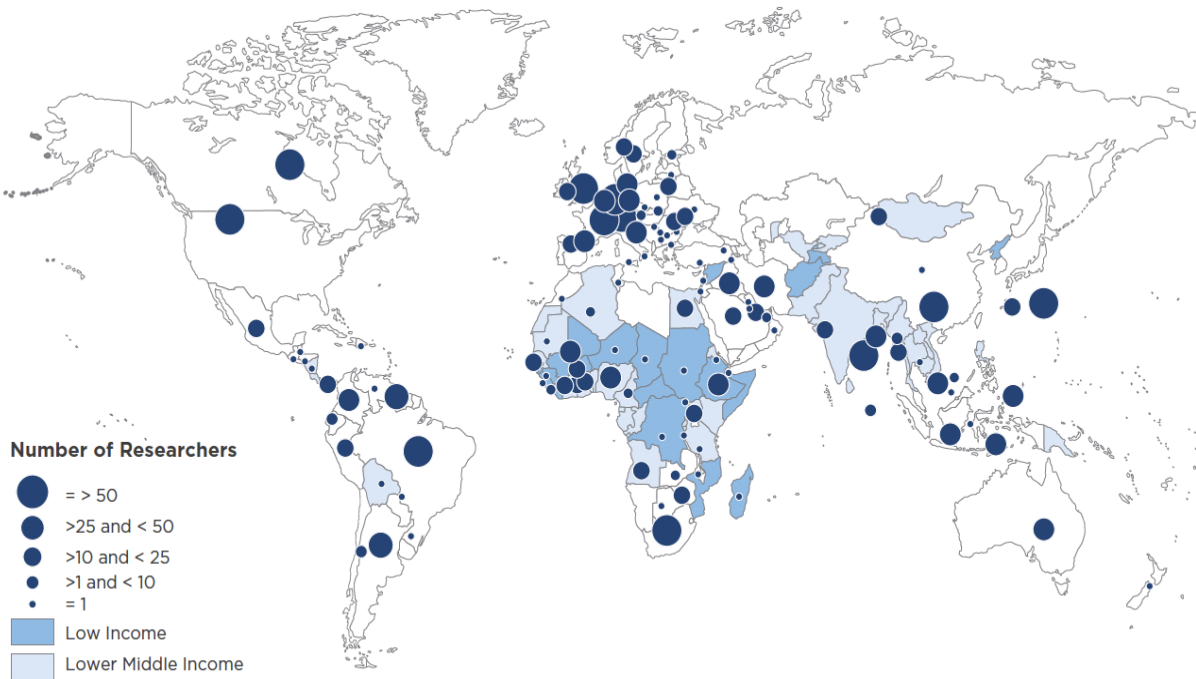 Number of Researchers
= > 50
>25 and < 50
>10 and < 25
>1 and < 10
= 1
Low Income
Lower Middle Income